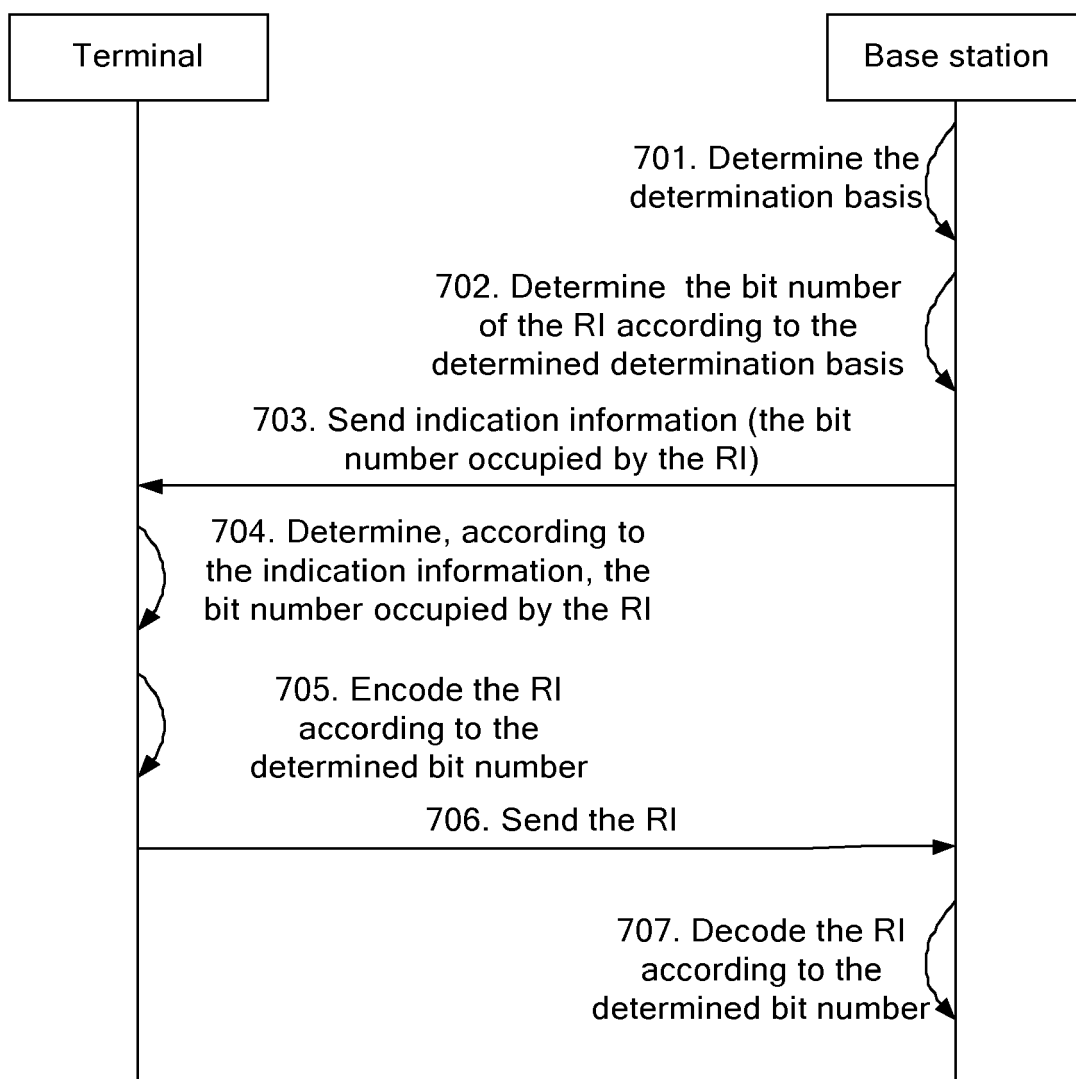 Terminal
Base station
701. Determine the
determination basis
702. Determine  the bit number
of the RI according to the
determined determination basis
703. Send indication information (the bit
number occupied by the RI)
704. Determine, according to
the indication information, the
bit number occupied by the RI
705. Encode the RI
according to the
determined bit number
706. Send the RI
707. Decode the RI
according to the
determined bit number